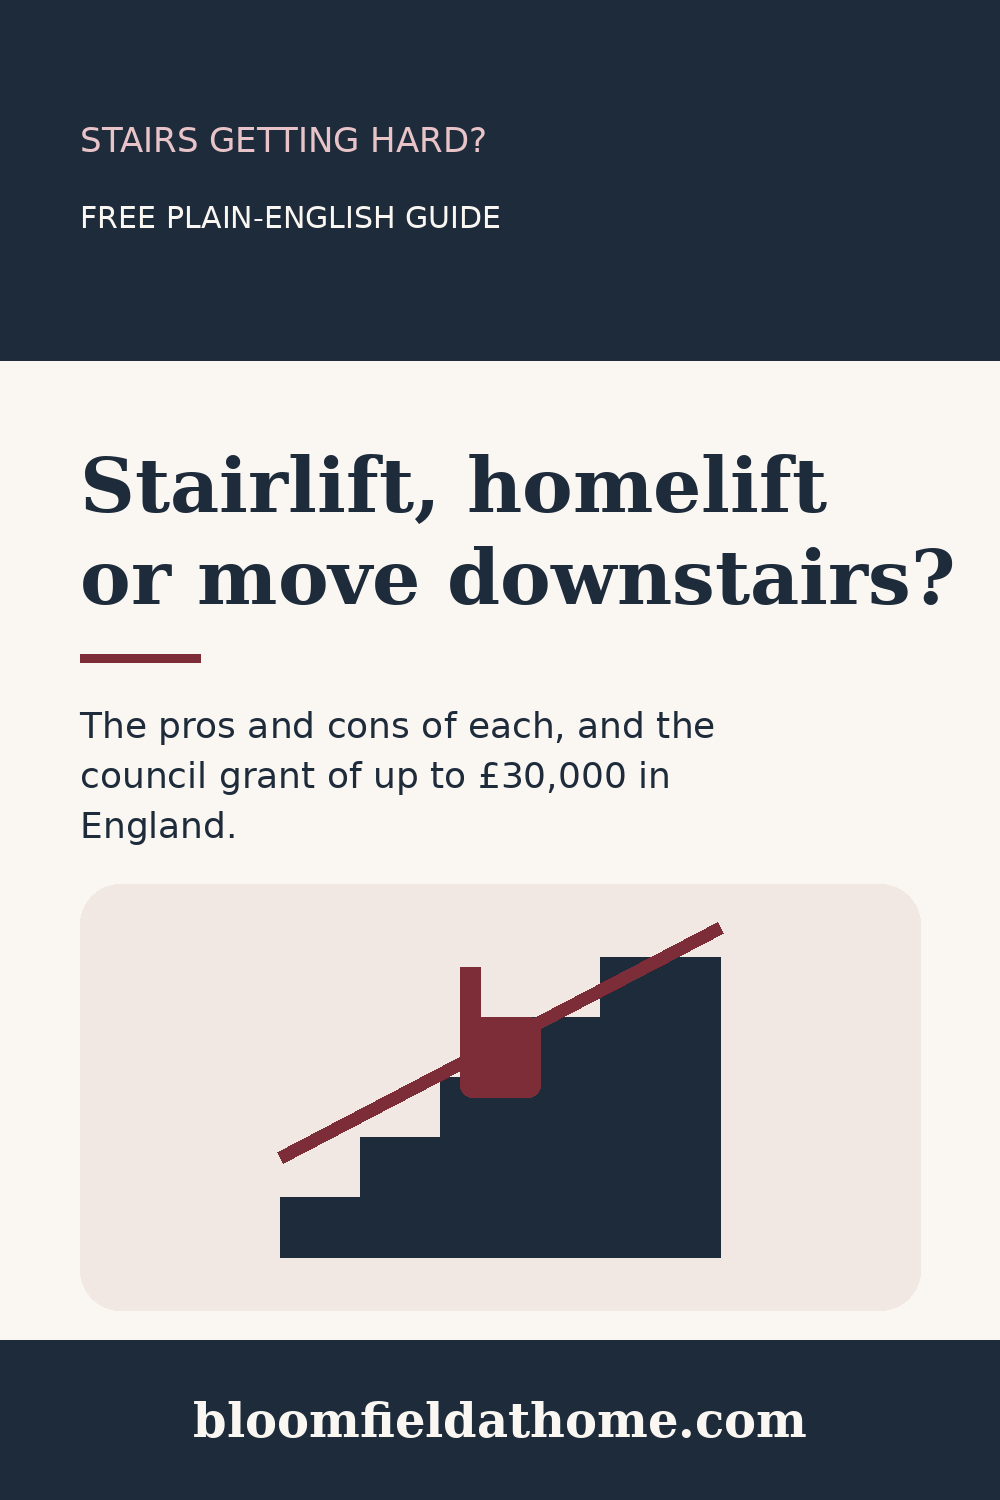 STAIRS GETTING HARD?
FREE PLAIN-ENGLISH GUIDE
Stairlift, homelift
or move downstairs?
The pros and cons of each, and the
council grant of up to £30,000 in
England.
bloomfieldathome.com